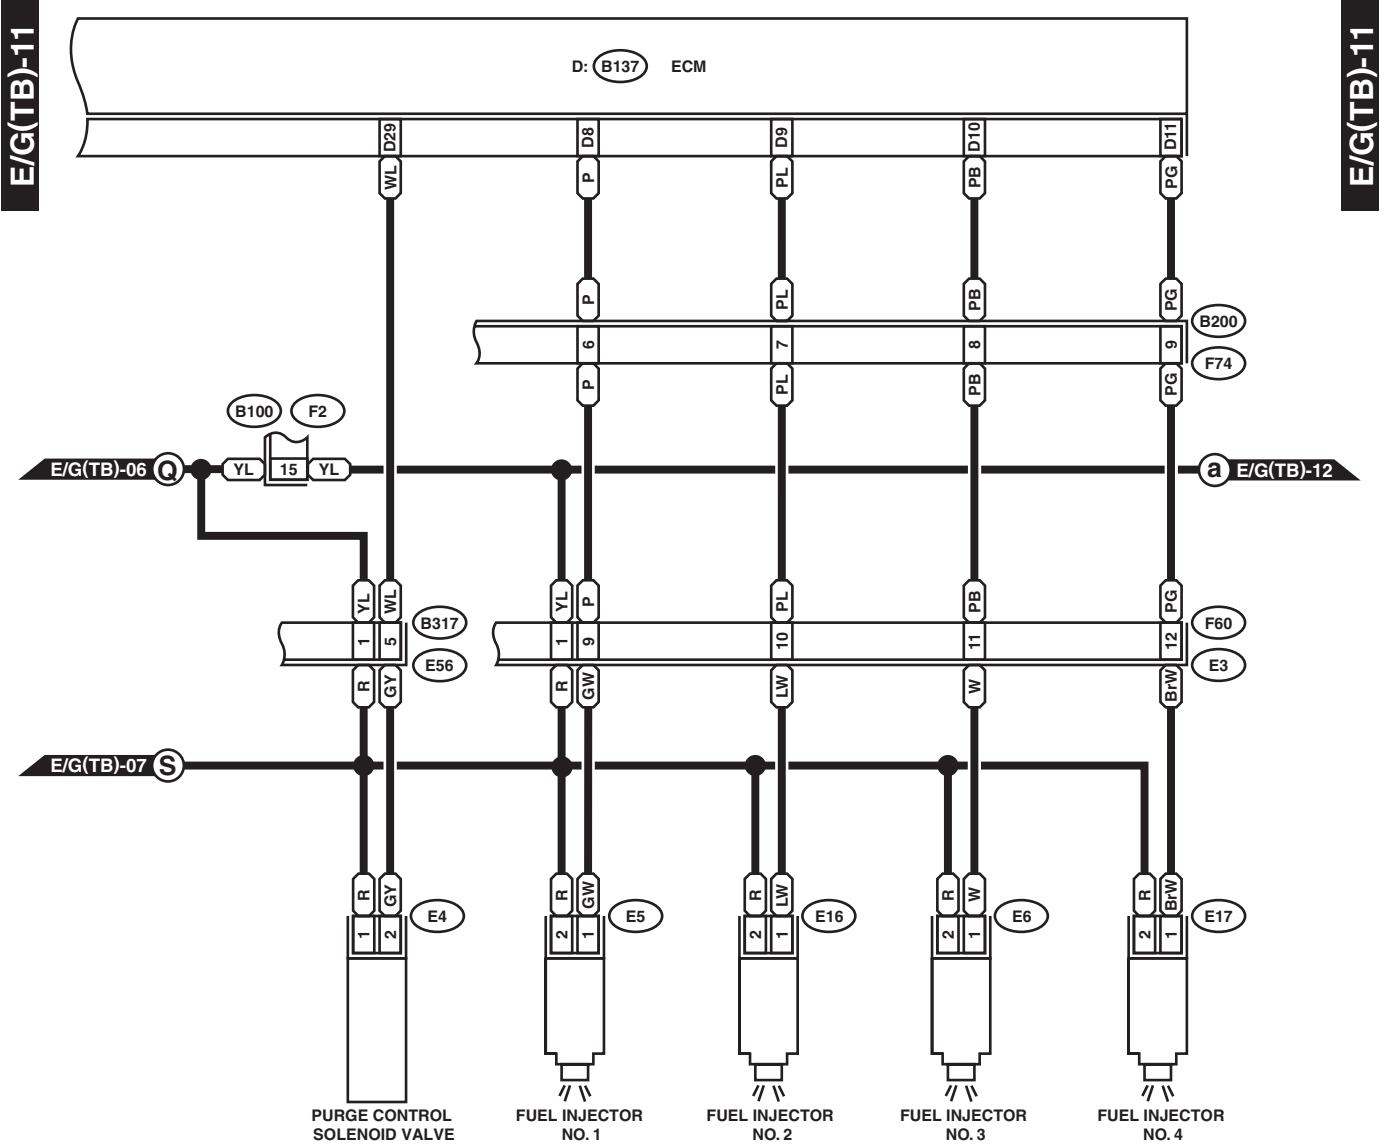 E/G(TB)-11
E/G(TB)-11
D: B137 ECM
D29 D8 D9 D10 D11
WL P PL PB PG
P PL PB PG
B200
6 7 8 9
F74
P PL PB PG
B100 F2
E/G(TB)-06 Q YL 15 YL a E/G(TB)-12
YL WL YL P PL PB PG
B317 F60
1 5 1 9 10 11 12
E56 E3
R GY R GW LW W BrW
E/G(TB)-07 S
R GY R GW R LW R W R BrW
E4 E5 E16 E6 E17
1 2 2 1 2 1 2 1 2 1
PURGE CONTROL FUEL INJECTOR FUEL INJECTOR FUEL INJECTOR FUEL INJECTOR
SOLENOID VALVE NO. 1 NO. 2 NO. 3 NO. 4